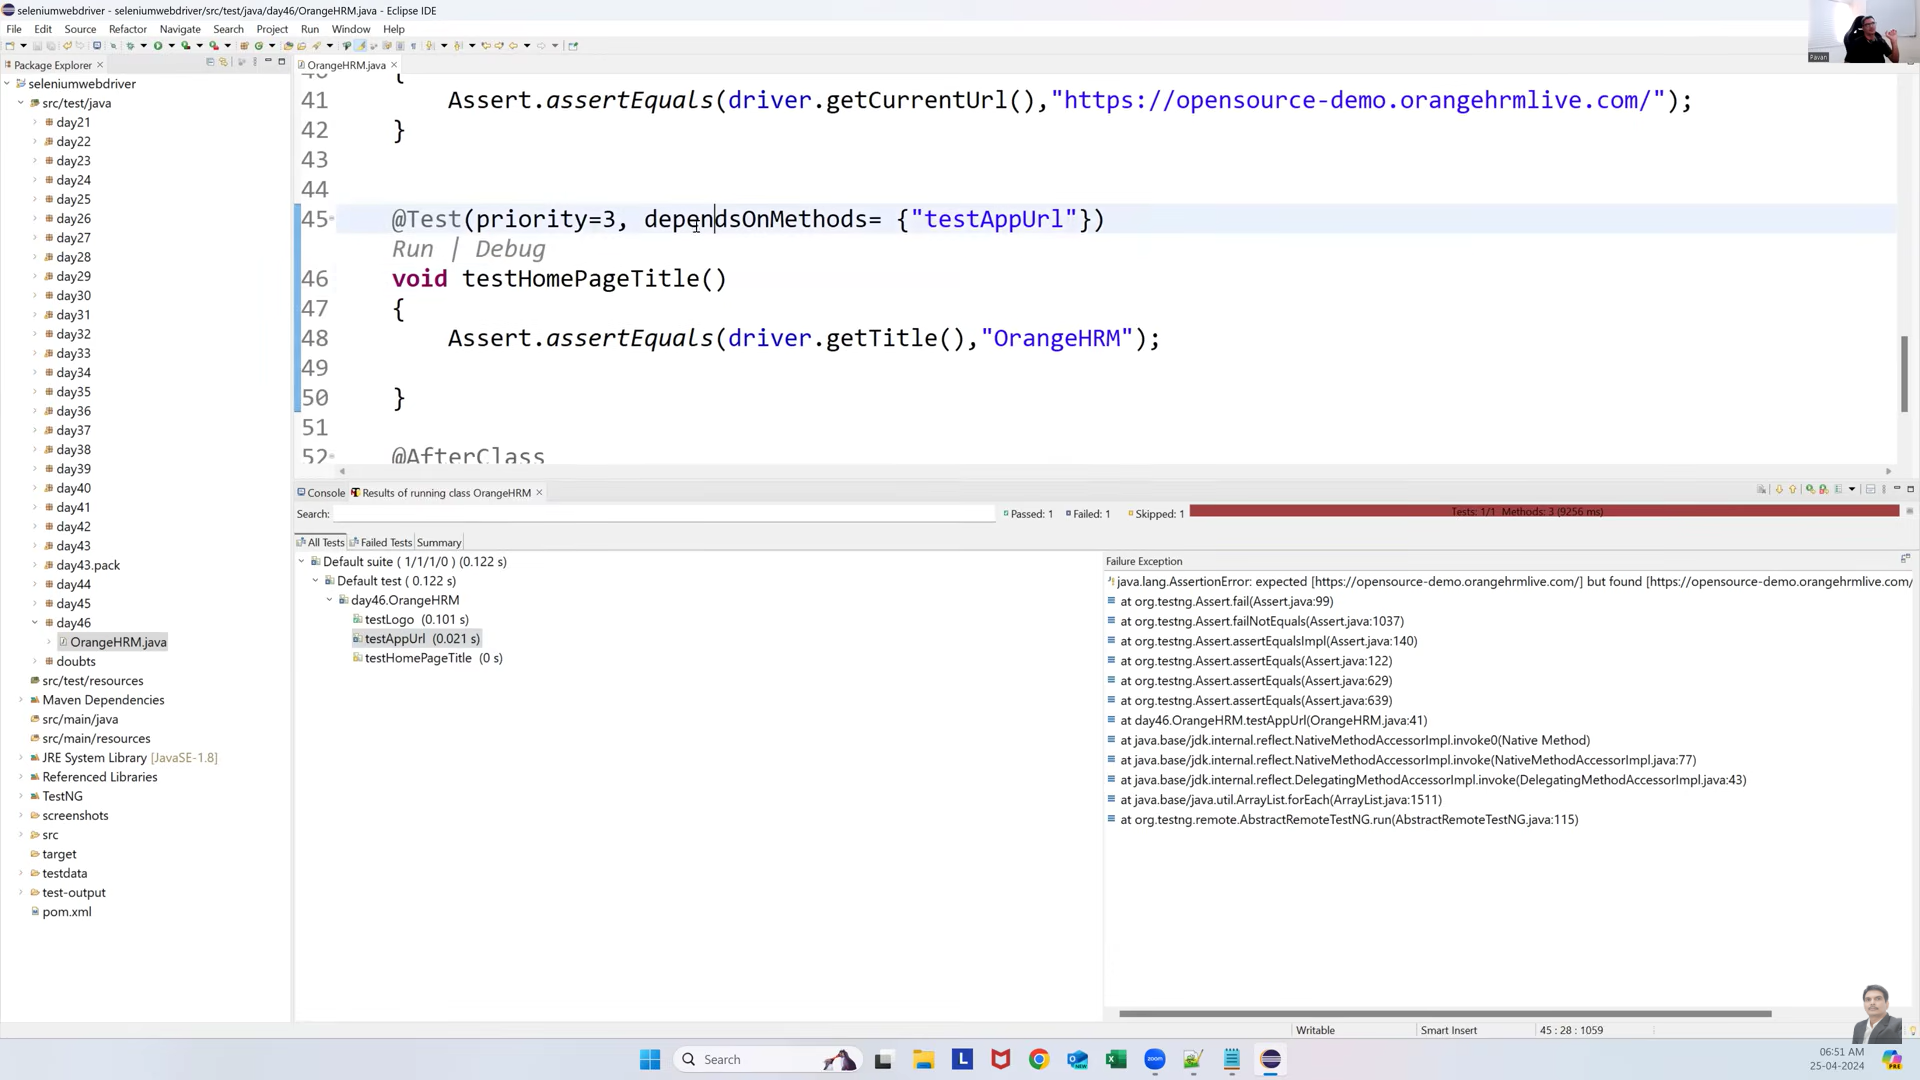 seleniumwebdriver - seleniumwebdriver/src/test/java/day46/OrangeHRM.java - Eclipse IDE
File Edit Source Refactor Navigate Search Project Run Window Help
Package Explorer
seleniumwebdriver
src/test/java
day21
day22
day23
day24
day25
day26
day27
day28
day29
day30
day31
day32
day33
day34
day35
day36
day37
day38
day39
day40
day41
day42
day43
day43.pack
day44
day45
day46
OrangeHRM.java
doubts
src/test/resources
Maven Dependencies
src/main/java
src/main/resources
JRE System Library [JavaSE-1.8]
Referenced Libraries
TestNG
screenshots
src
target
testdata
test-output
pom.xml
OrangeHRM.java
40 {
41 Assert.assertEquals(driver.getCurrentUrl(),"https://opensource-demo.orangehrmlive.com/");
42 }
43
44
45 @Test(priority=3, dependsOnMethods= {"testAppUrl"})
Run | Debug
46 void testHomePageTitle()
47 {
48 Assert.assertEquals(driver.getTitle(),"OrangeHRM");
49
50 }
51
52 @AfterClass
Console Results of running class OrangeHRM
Search: Passed: 1 Failed: 1 Skipped: 1 Tests: 1/1 Methods: 3 (9256 ms)
All Tests Failed Tests Summary
Default suite ( 1/1/1/0 ) (0.122 s)
Default test ( 0.122 s)
day46.OrangeHRM
testLogo (0.101 s)
testAppUrl (0.021 s)
testHomePageTitle (0 s)
Failure Exception
java.lang.AssertionError: expected [https://opensource-demo.orangehrmlive.com/] but found [https://opensource-demo.orangehrmlive.com/
at org.testng.Assert.fail(Assert.java:99)
at org.testng.Assert.failNotEquals(Assert.java:1037)
at org.testng.Assert.assertEqualsImpl(Assert.java:140)
at org.testng.Assert.assertEquals(Assert.java:122)
at org.testng.Assert.assertEquals(Assert.java:629)
at org.testng.Assert.assertEquals(Assert.java:639)
at day46.OrangeHRM.testAppUrl(OrangeHRM.java:41)
at java.base/jdk.internal.reflect.NativeMethodAccessorImpl.invoke0(Native Method)
at java.base/jdk.internal.reflect.NativeMethodAccessorImpl.invoke(NativeMethodAccessorImpl.java:77)
at java.base/jdk.internal.reflect.DelegatingMethodAccessorImpl.invoke(DelegatingMethodAccessorImpl.java:43)
at java.base/java.util.ArrayList.forEach(ArrayList.java:1511)
at org.testng.remote.AbstractRemoteTestNG.run(AbstractRemoteTestNG.java:115)
Writable Smart Insert 45 : 28 : 1059
Search
06:51 AM
25-04-2024
Pavan
L
PRE